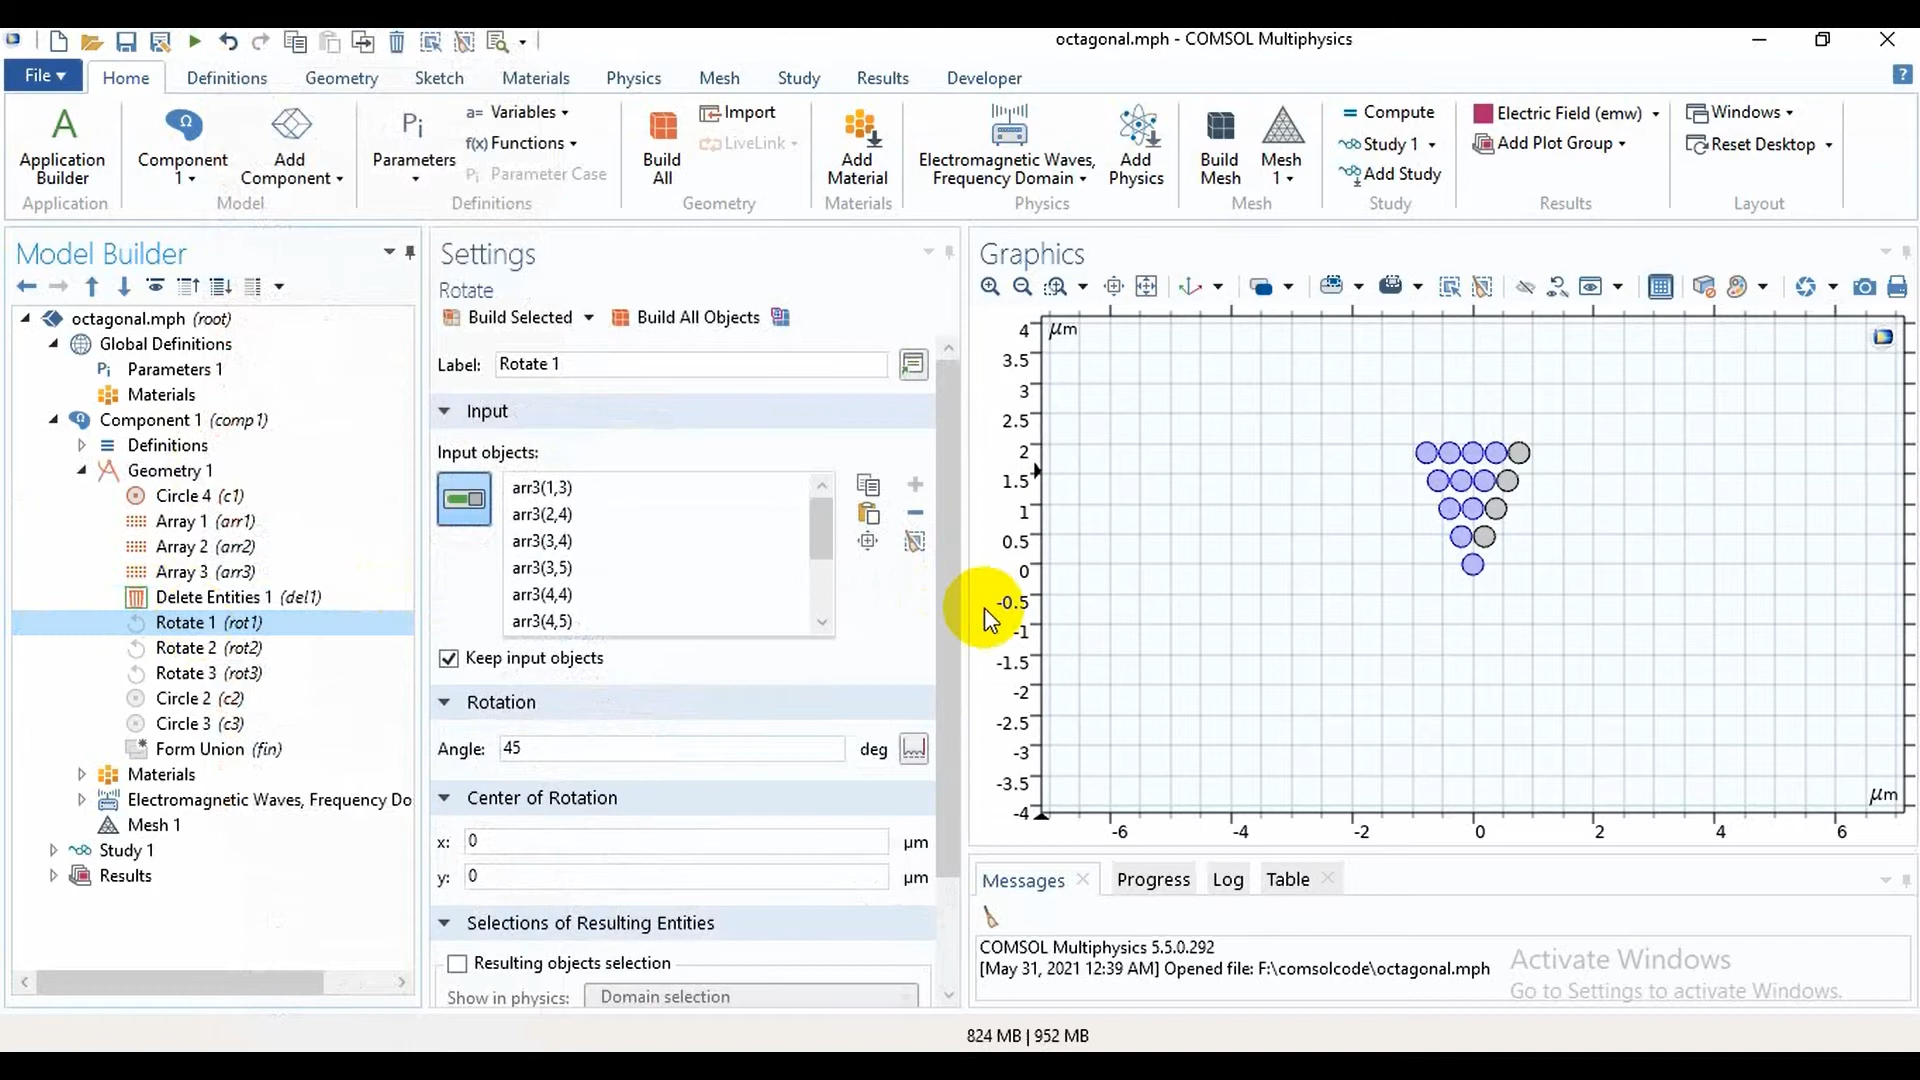 octagonal.mph - COMSOL Multiphysics
File Home Definitions Geometry Sketch Materials Physics Mesh Study Results Developer
Application
Builder
Application
Component
1
Add
Component
Model
Pi
Parameters
a= Variables
f(x) Functions
Pi Parameter Case
Definitions
Build
All
Import
LiveLink
Geometry
Add
Material
Materials
Electromagnetic Waves,
Frequency Domain
Add
Physics
Physics
Build
Mesh
Mesh
1
Mesh
= Compute
Study 1
Add Study
Study
Electric Field (emw)
Add Plot Group
Results
Windows
Reset Desktop
Layout
Model Builder
octagonal.mph (root)
Global Definitions
Pi Parameters 1
Materials
Component 1 (comp1)
Definitions
Geometry 1
Circle 4 (c1)
Array 1 (arr1)
Array 2 (arr2)
Array 3 (arr3)
Delete Entities 1 (del1)
Rotate 1 (rot1)
Rotate 2 (rot2)
Rotate 3 (rot3)
Circle 2 (c2)
Circle 3 (c3)
Form Union (fin)
Materials
Electromagnetic Waves, Frequency Do
Mesh 1
Study 1
Results
Settings
Rotate
Build Selected Build All Objects
Label: Rotate 1
Input
Input objects:
arr3(1,3)
arr3(2,4)
arr3(3,4)
arr3(3,5)
arr3(4,4)
arr3(4,5)
Keep input objects
Rotation
Angle: 45 deg
Center of Rotation
x: 0 μm
y: 0 μm
Selections of Resulting Entities
Resulting objects selection
Show in physics: Domain selection
Graphics
μm
4
3.5
3
2.5
2
1.5
1
0.5
0
-0.5
-1
-1.5
-2
-2.5
-3
-3.5
-4
μm
-6 -4 -2 0 2 4 6
Messages Progress Log Table
COMSOL Multiphysics 5.5.0.292
[May 31, 2021 12:39 AM] Opened file: F:\comsolcode\octagonal.mph
Activate Windows
Go to Settings to activate Windows.
824 MB | 952 MB